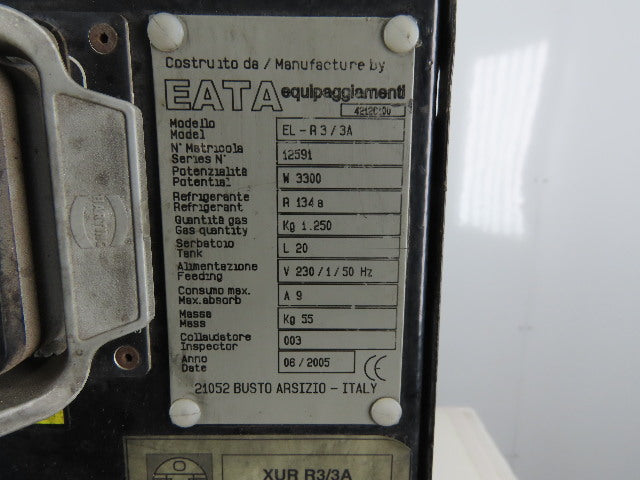 Costruito da / Manufacture by
EATA equipaggiamenti
Modello
Model
EL - R 3 / 3A
N° Matricola
Series N°
12591
Potenzialità
Potential
W 3300
Refrigerante
Refrigerant
R 134 a
Quantità gas
Gas quantity
Kg 1.250
Serbatoio
Tank
L 20
Alimentazione
Feeding
V 230 / 1 / 50 Hz
Consumo max.
Max. absorb
A 9
Massa
Mass
Kg 55
Collaudatore
Inspector
003
Anno
Date
06 / 2005
CE
21052 BUSTO ARSIZIO - ITALY
XUR R3/3A